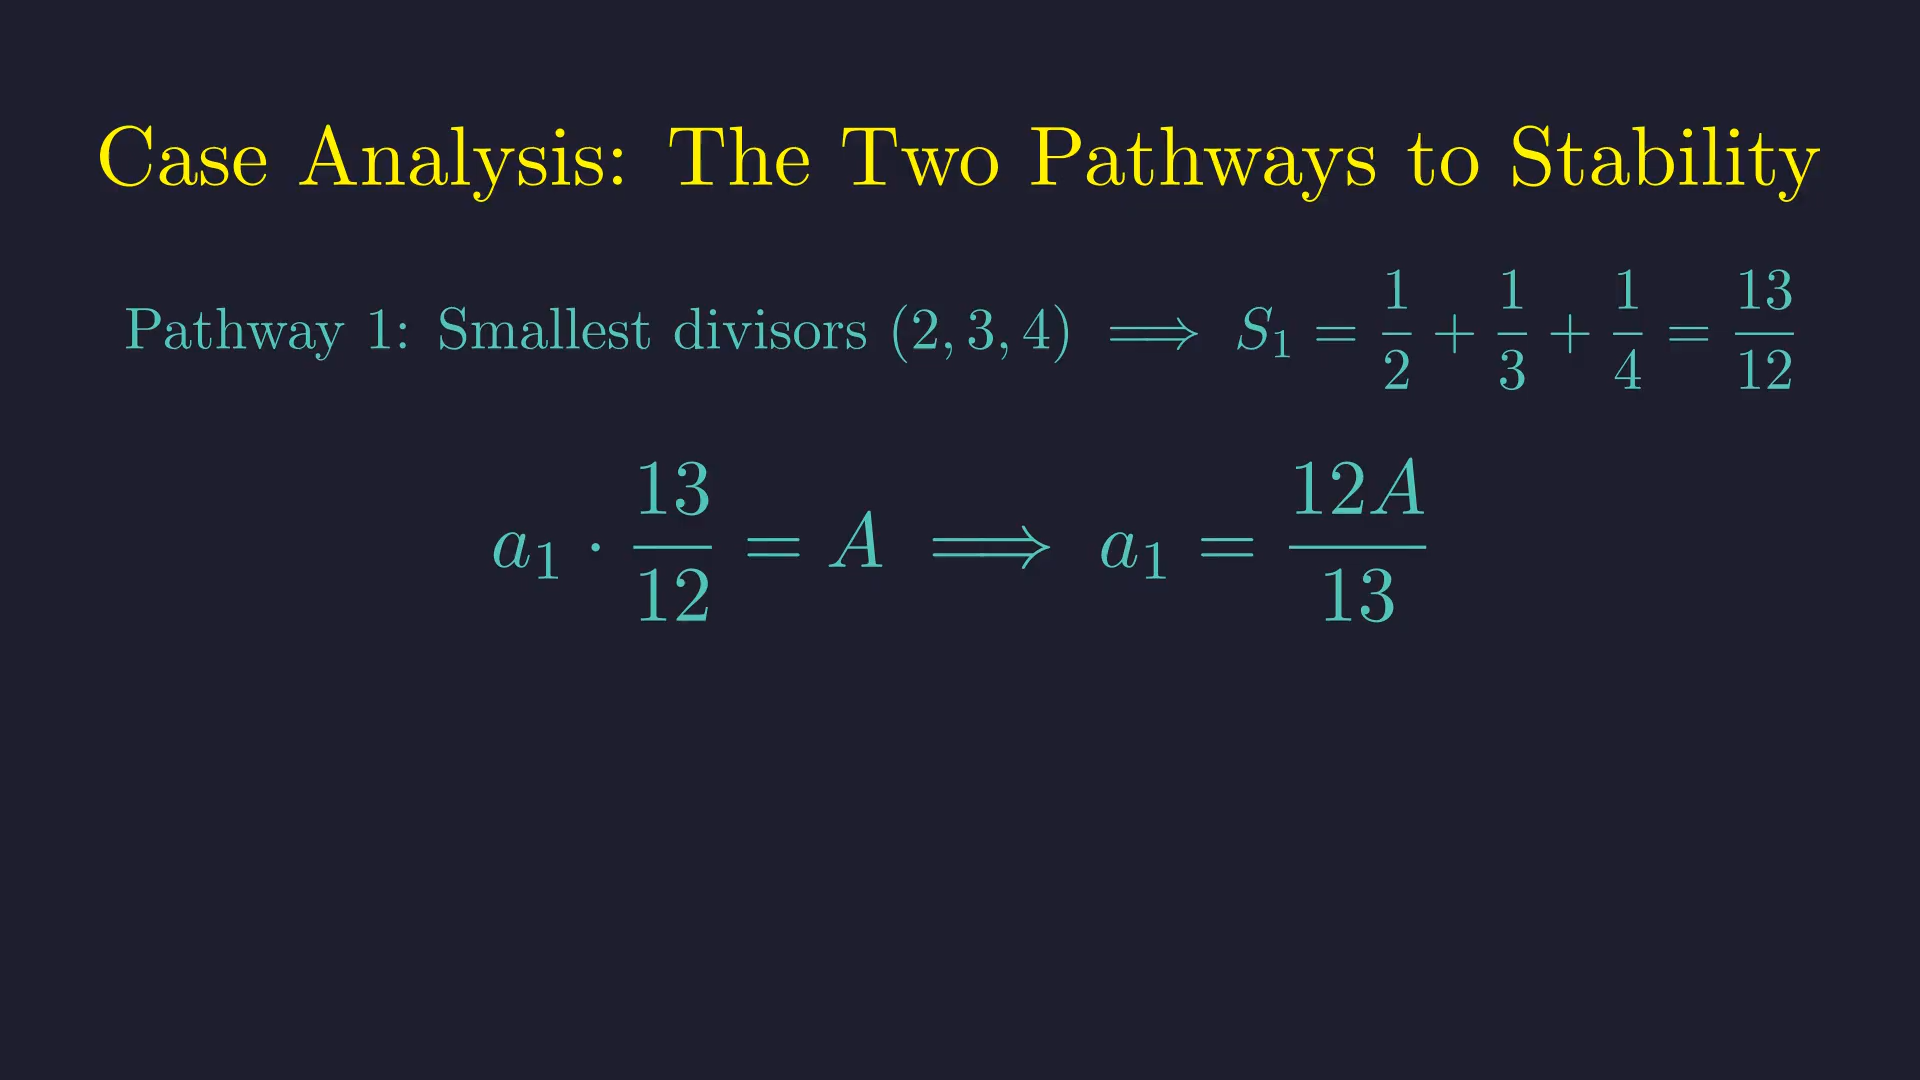 Case Analysis: The Two Pathways to Stability
Pathway 1: Smallest divisors (2, 3, 4) ⟹ S₁ = 1/2 + 1/3 + 1/4 = 13/12
a₁ · 13/12 = A ⟹ a₁ = 12A/13